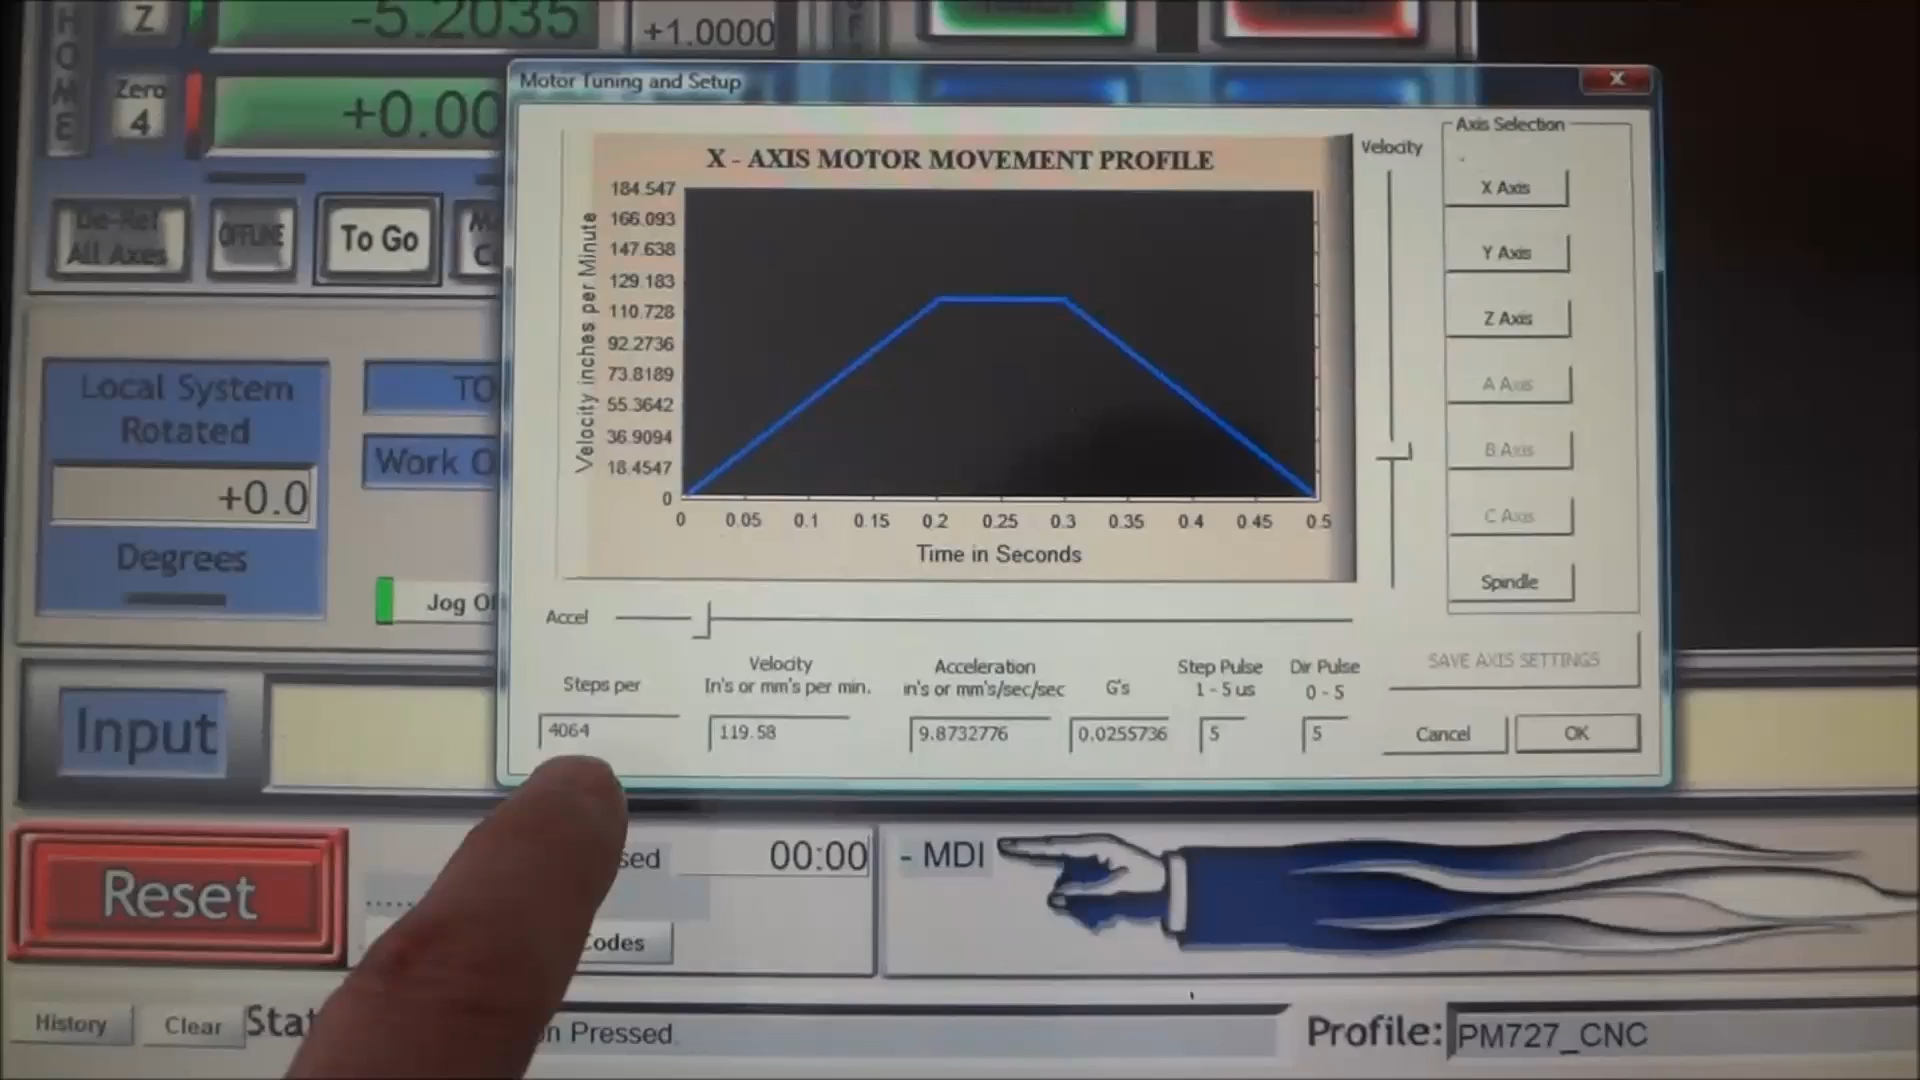 HOME
Z
-5.2035
+1.0000
Zero
4
+0.00
De-Ref
All Axes
OFFLINE
To Go
Local System
Rotated
+0.0
Degrees
TO
Work O
Jog O
Input
Reset
sed
00:00
- MDI
Codes
History
Clear
Stat
n Pressed.
Profile:
PM727_CNC
Motor Tuning and Setup
X
X - AXIS MOTOR MOVEMENT PROFILE
Velocity inches per Minute
184.547
166.093
147.638
129.183
110.728
92.2736
73.8189
55.3642
36.9094
18.4547
0
0 0.05 0.1 0.15 0.2 0.25 0.3 0.35 0.4 0.45 0.5
Time in Seconds
Velocity
Axis Selection
X Axis
Y Axis
Z Axis
A Axis
B Axis
C Axis
Spindle
Accel
SAVE AXIS SETTINGS
Steps per
4064
Velocity
In's or mm's per min.
119.58
Acceleration
in's or mm's/sec/sec
9.8732776
G's
0.0255736
Step Pulse
1 - 5 us
5
Dir Pulse
0 - 5
5
Cancel
OK